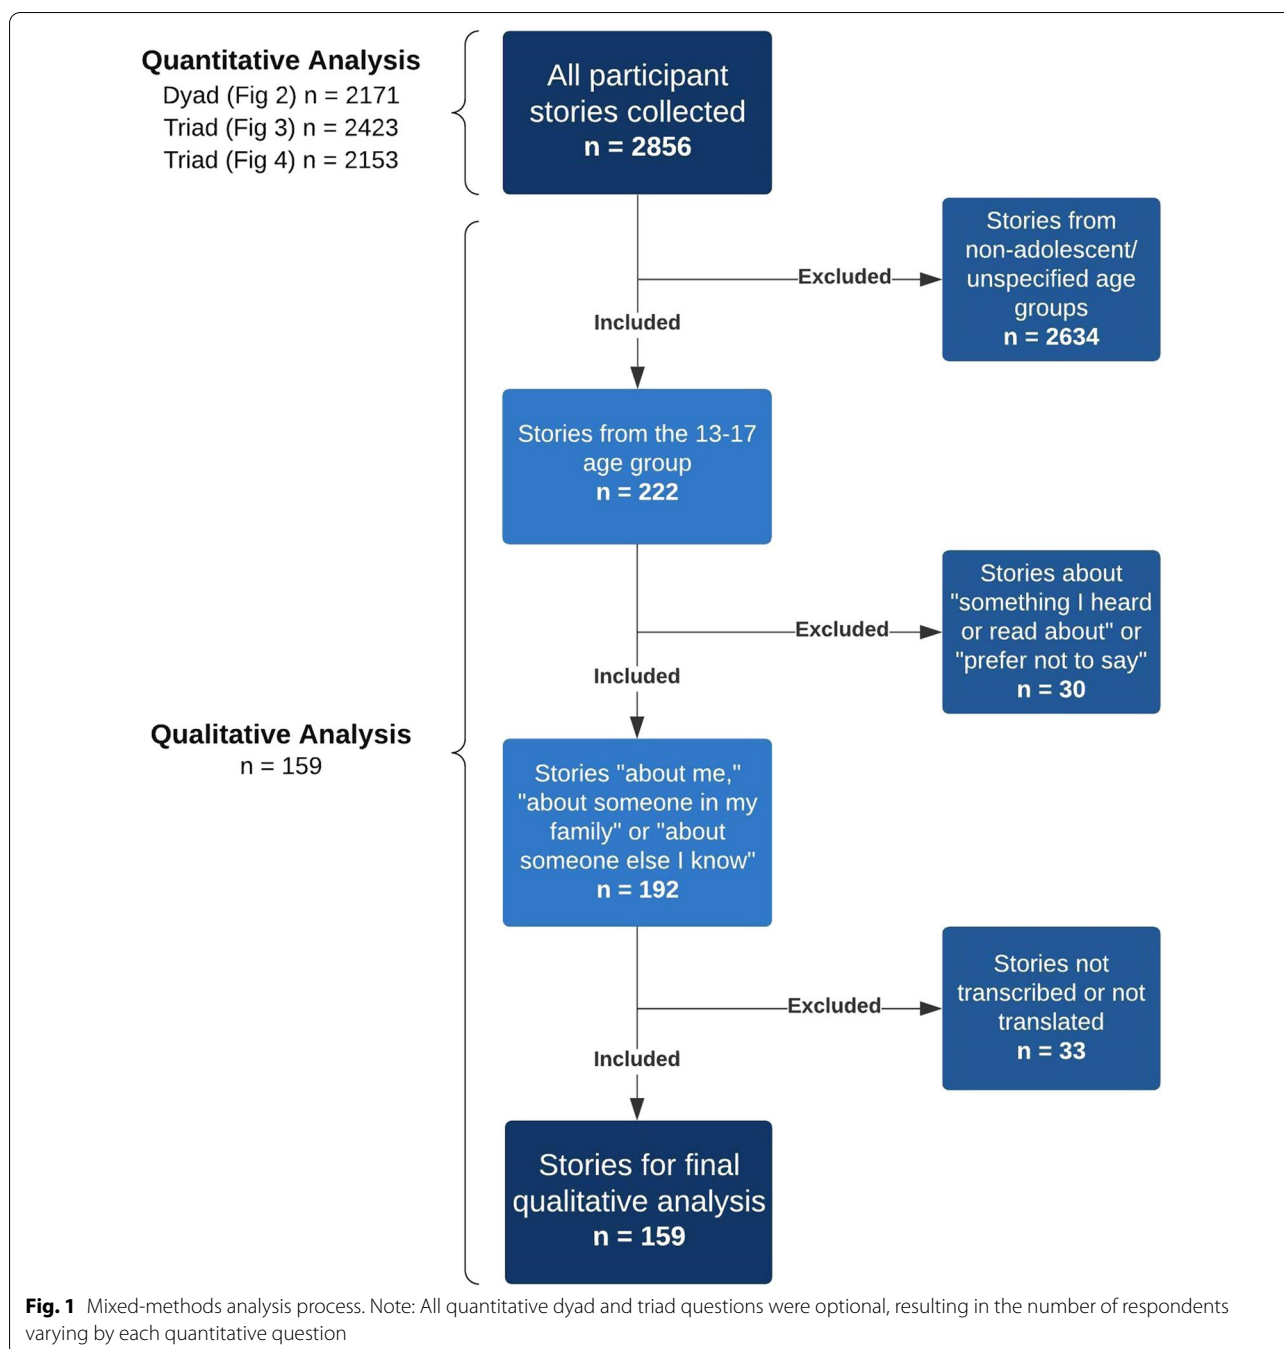 Quantitative Analysis
Dyad (Fig 2) n = 2171
Triad (Fig 3) n = 2423
Triad (Fig 4) n = 2153
All participant
stories collected
n = 2856
Excluded
Stories from
non-adolescent/
unspecified age
groups
n = 2634
Included
Stories from the 13-17
age group
n = 222
Excluded
Stories about
"something I heard
or read about" or
"prefer not to say"
n = 30
Included
Qualitative Analysis
n = 159
Stories "about me,"
"about someone in my
family" or "about
someone else I know"
n = 192
Excluded
Stories not
transcribed or not
translated
n = 33
Included
Stories for final
qualitative analysis
n = 159
Fig. 1 Mixed-methods analysis process. Note: All quantitative dyad and triad questions were optional, resulting in the number of respondents
varying by each quantitative question